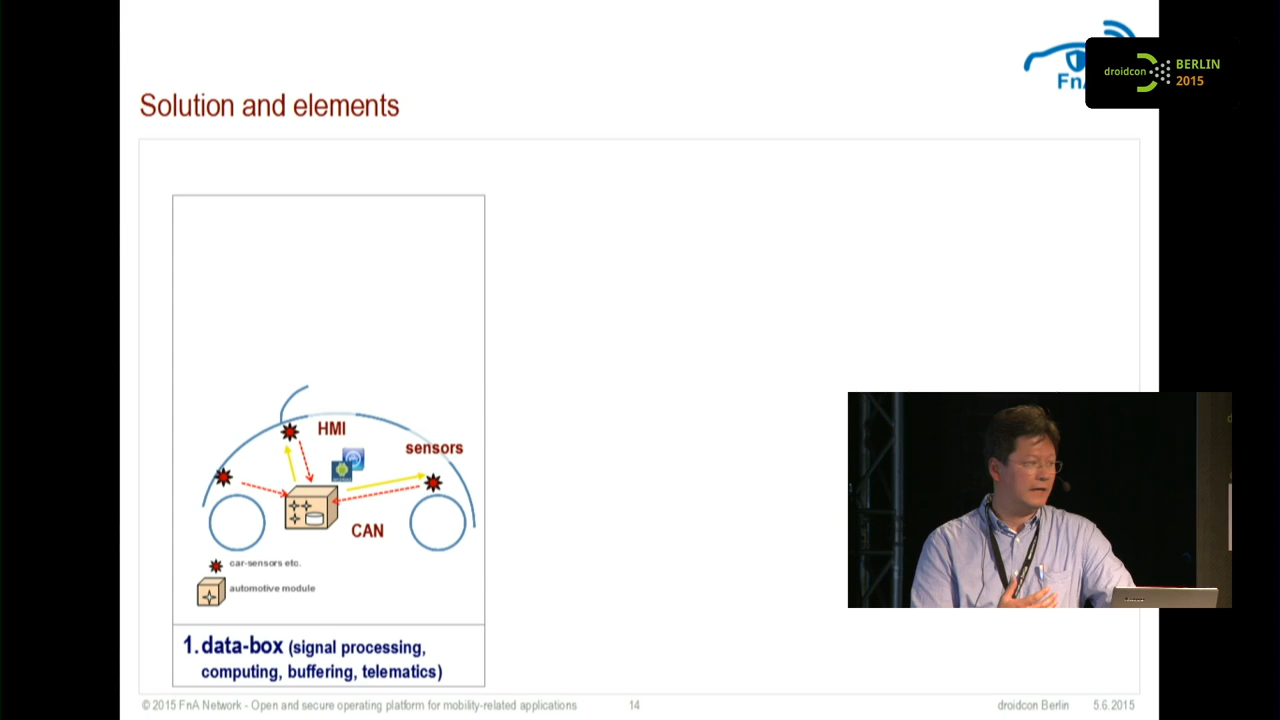 FnA
droidcon
BERLIN
2015
Solution and elements
HMI
sensors
CAN
car-sensors etc.
automotive module
1. data-box (signal processing,
computing, buffering, telematics)
© 2015 FnA Network - Open and secure operating platform for mobility-related applications
14
droidcon Berlin
5.6.2015